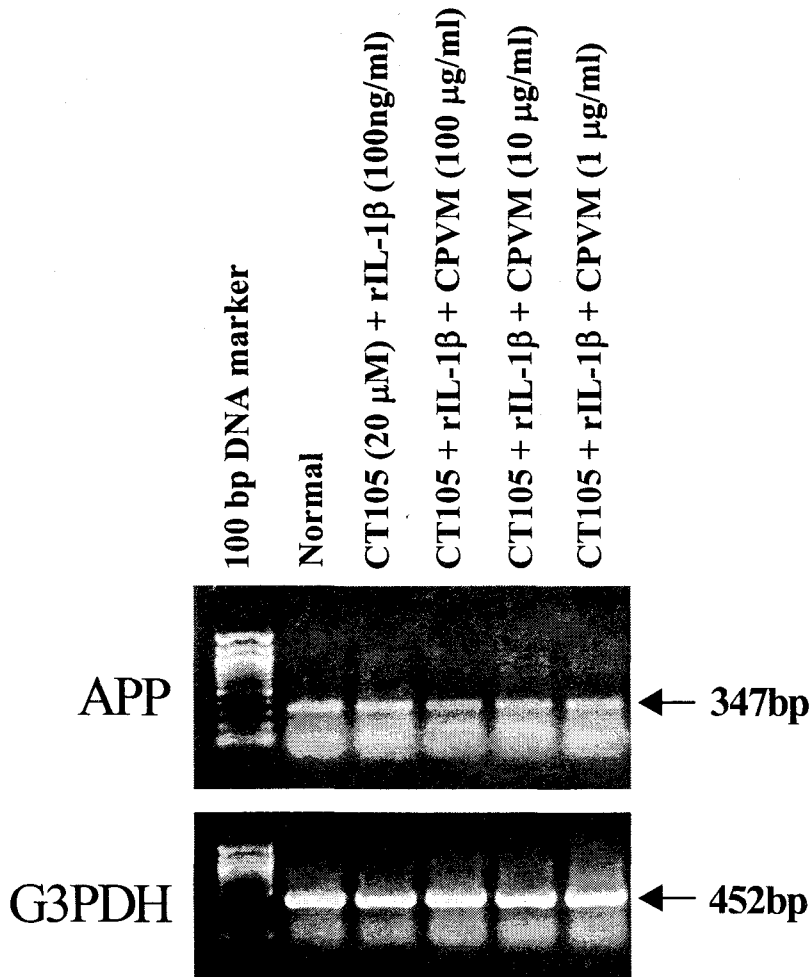 100 bp DNA marker
Normal
CT105 (20 μM) + rIL-1β (100ng/ml)
CT105 + rIL-1β + CPVM (100 μg/ml)
CT105 + rIL-1β + CPVM (10 μg/ml)
CT105 + rIL-1β + CPVM (1 μg/ml)
APP
347bp
G3PDH
452bp